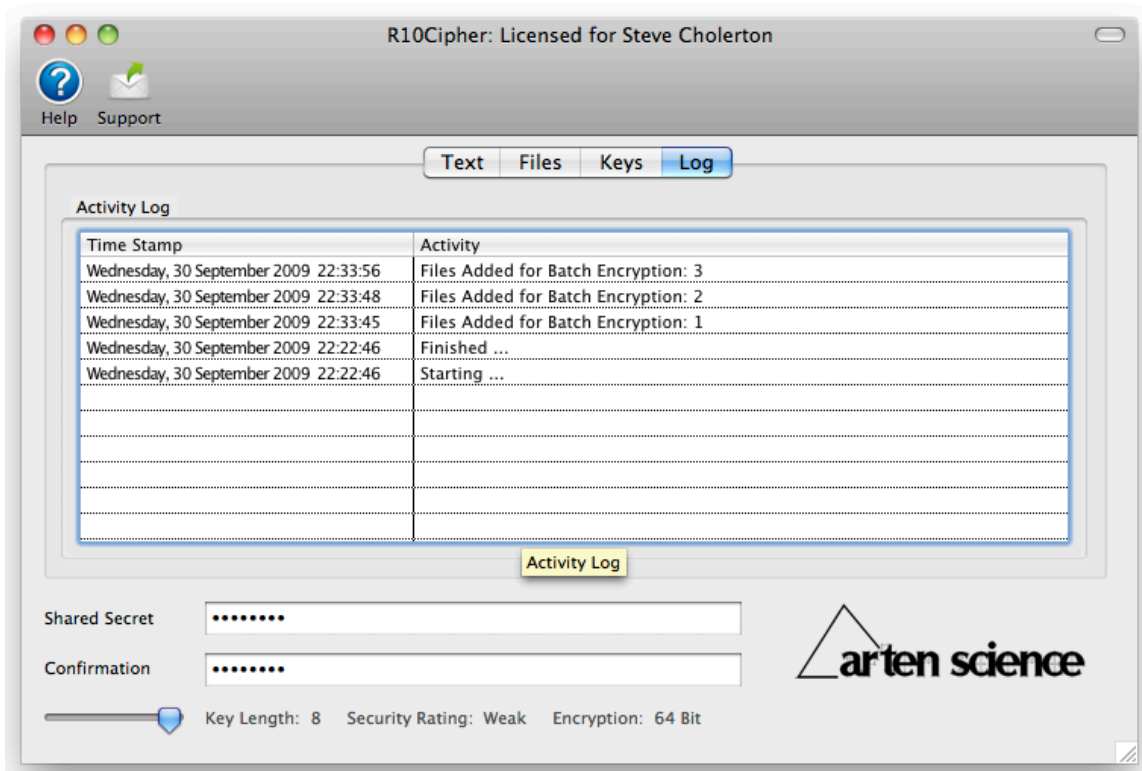 R10Cipher: Licensed for Steve Cholerton
Help Support
Text Files Keys Log
Activity Log
Time Stamp Activity
Wednesday, 30 September 2009 22:33:56 Files Added for Batch Encryption: 3
Wednesday, 30 September 2009 22:33:48 Files Added for Batch Encryption: 2
Wednesday, 30 September 2009 22:33:45 Files Added for Batch Encryption: 1
Wednesday, 30 September 2009 22:22:46 Finished ...
Wednesday, 30 September 2009 22:22:46 Starting ...
Activity Log
Shared Secret ••••••••
Confirmation ••••••••
arten science
Key Length: 8 Security Rating: Weak Encryption: 64 Bit